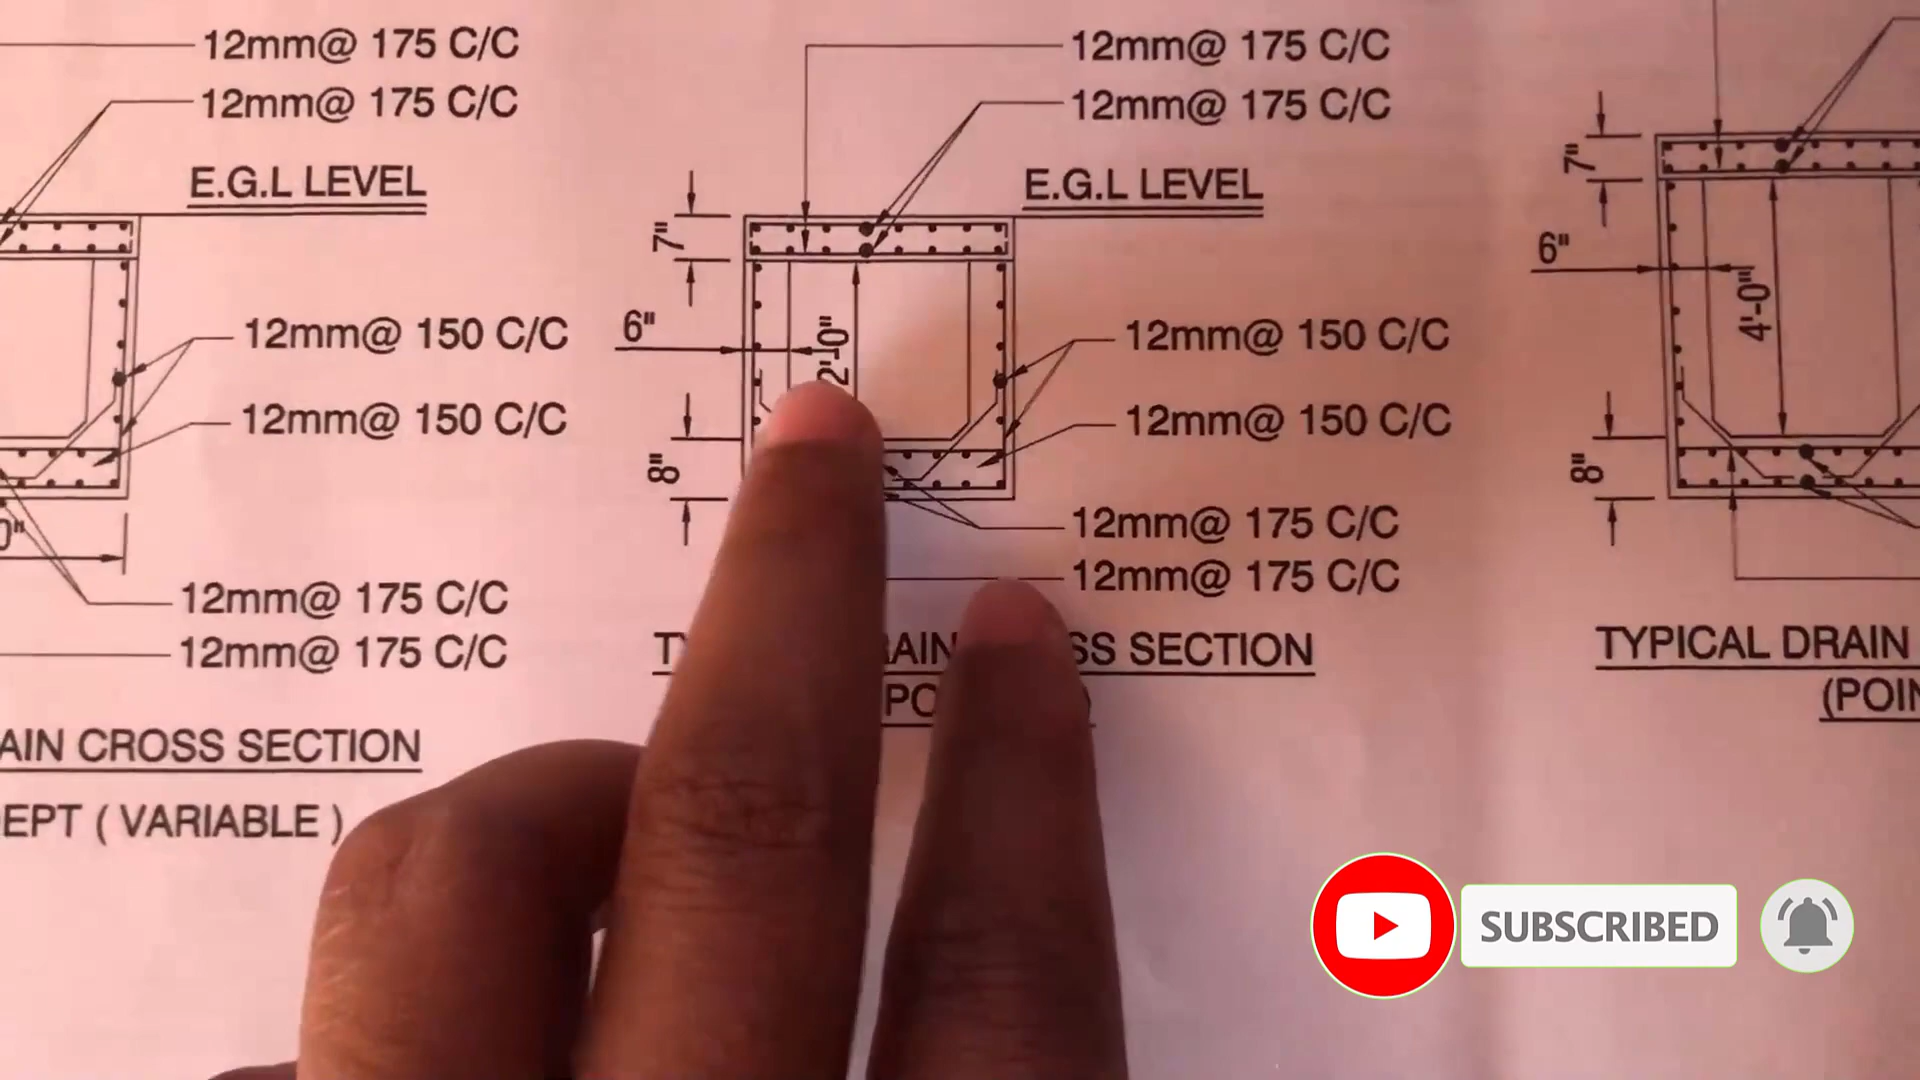 12mm@ 175 C/C
12mm@ 175 C/C
E.G.L LEVEL
12mm@ 150 C/C
12mm@ 150 C/C
0"
12mm@ 175 C/C
12mm@ 175 C/C
AIN CROSS SECTION
EPT ( VARIABLE )
12mm@ 175 C/C
12mm@ 175 C/C
E.G.L LEVEL
7"
6"
2'-0"
12mm@ 150 C/C
12mm@ 150 C/C
8"
12mm@ 175 C/C
12mm@ 175 C/C
SECTION
7"
6"
4'-0"
8"
TYPICAL DRAIN
(POIN
SUBSCRIBED